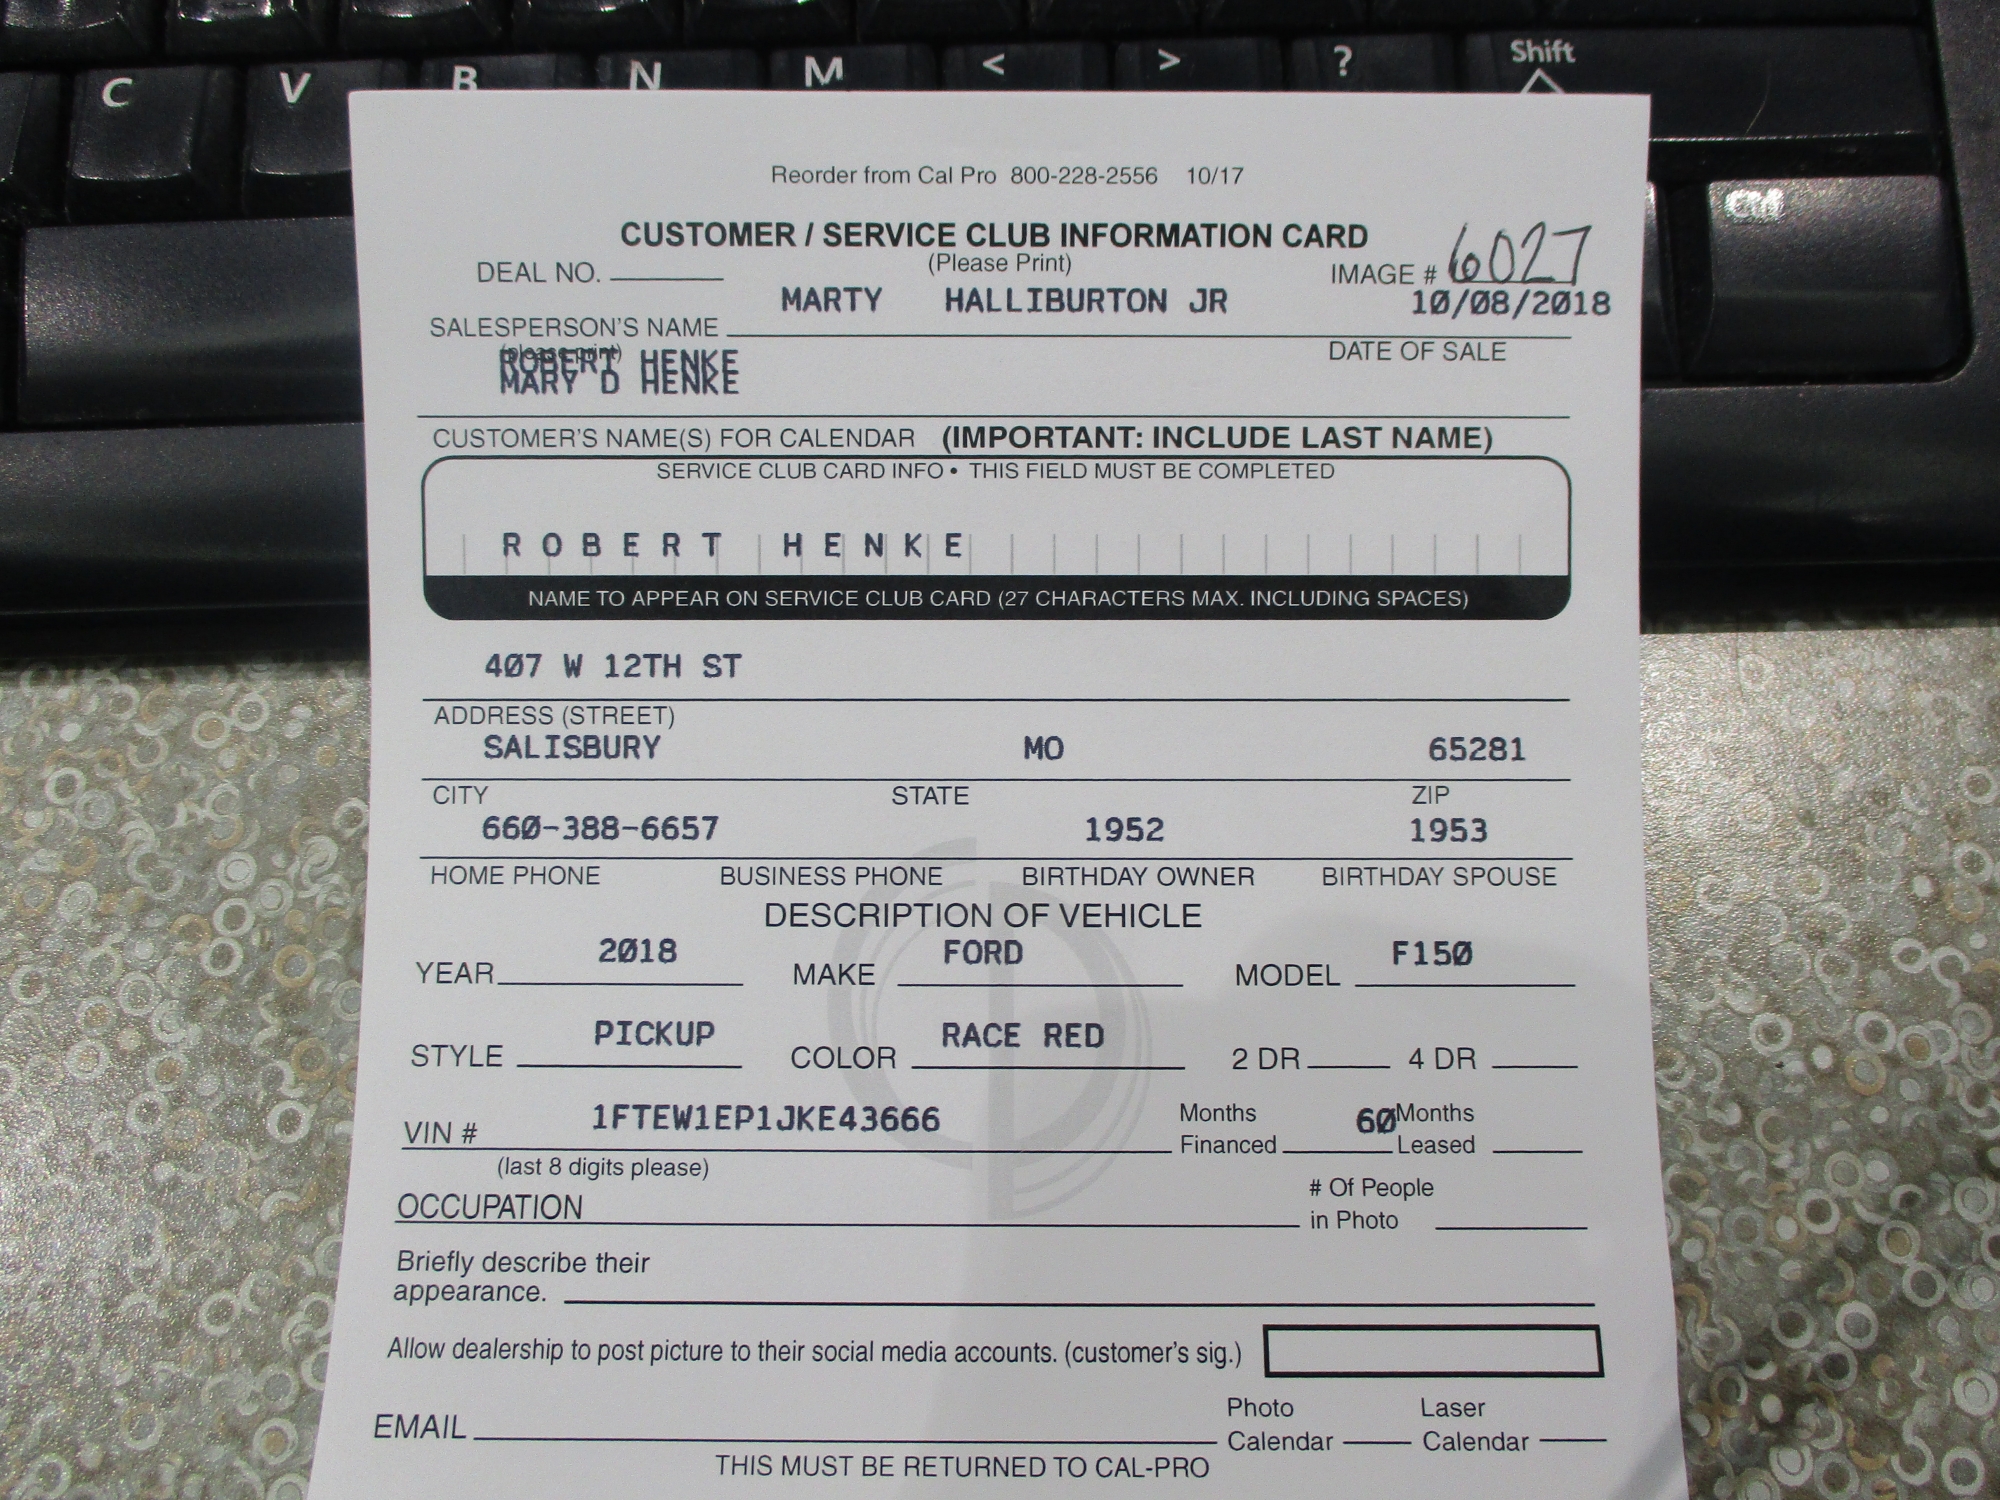 C V B N M < > ? Shift
Ctrl
Reorder from Cal Pro 800-228-2556 10/17
CUSTOMER / SERVICE CLUB INFORMATION CARD
(Please Print)
DEAL NO. IMAGE # 6027
MARTY HALLIBURTON JR 10/08/2018
SALESPERSON'S NAME
(please print) DATE OF SALE
ROBERT HENKE
MARY D HENKE
CUSTOMER'S NAME(S) FOR CALENDAR (IMPORTANT: INCLUDE LAST NAME)
SERVICE CLUB CARD INFO • THIS FIELD MUST BE COMPLETED
ROBERT HENKE
NAME TO APPEAR ON SERVICE CLUB CARD (27 CHARACTERS MAX. INCLUDING SPACES)
407 W 12TH ST
ADDRESS (STREET)
SALISBURY MO 65281
CITY STATE ZIP
660-388-6657 1952 1953
HOME PHONE BUSINESS PHONE BIRTHDAY OWNER BIRTHDAY SPOUSE
DESCRIPTION OF VEHICLE
YEAR 2018 MAKE FORD MODEL F150
STYLE PICKUP COLOR RACE RED 2 DR 4 DR
VIN # 1FTEW1EP1JKE43666 Months Financed 60 Months Leased
(last 8 digits please)
OCCUPATION # Of People in Photo
Briefly describe their
appearance.
Allow dealership to post picture to their social media accounts. (customer's sig.)
EMAIL Photo Calendar Laser Calendar
THIS MUST BE RETURNED TO CAL-PRO